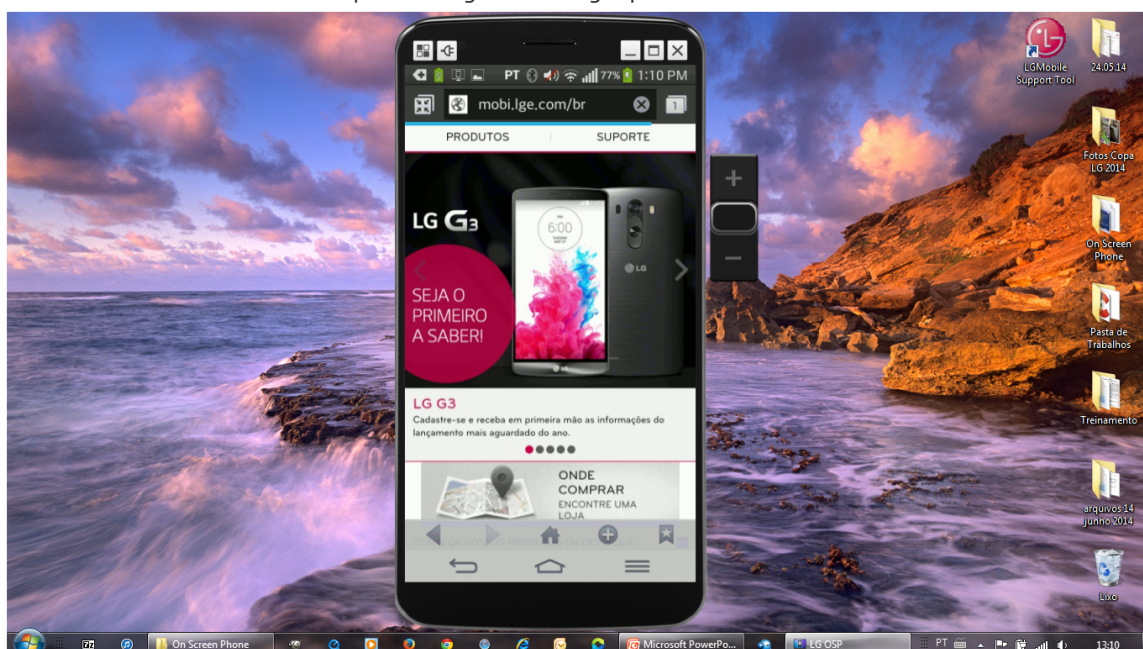 PT 77% 1:10 PM
mobi.lge.com/br
1
PRODUTOS
SUPORTE
LG G3
6:00
LG
SEJA O
PRIMEIRO
A SABER!
LG G3
Cadastre-se e receba em primeira mão as informações do
lançamento mais aguardado do ano.
ONDE
COMPRAR
ENCONTRE UMA
LOJA
LGMobile
Support Tool
24.05.14
Fotos Copa
LG 2014
On Screen
Phone
Pasta de
Trabalhos
Treinamento
arquivos 14
junho 2014
Lixo
On Screen Phone
Microsoft PowerPo...
LG OSP
PT
13:10